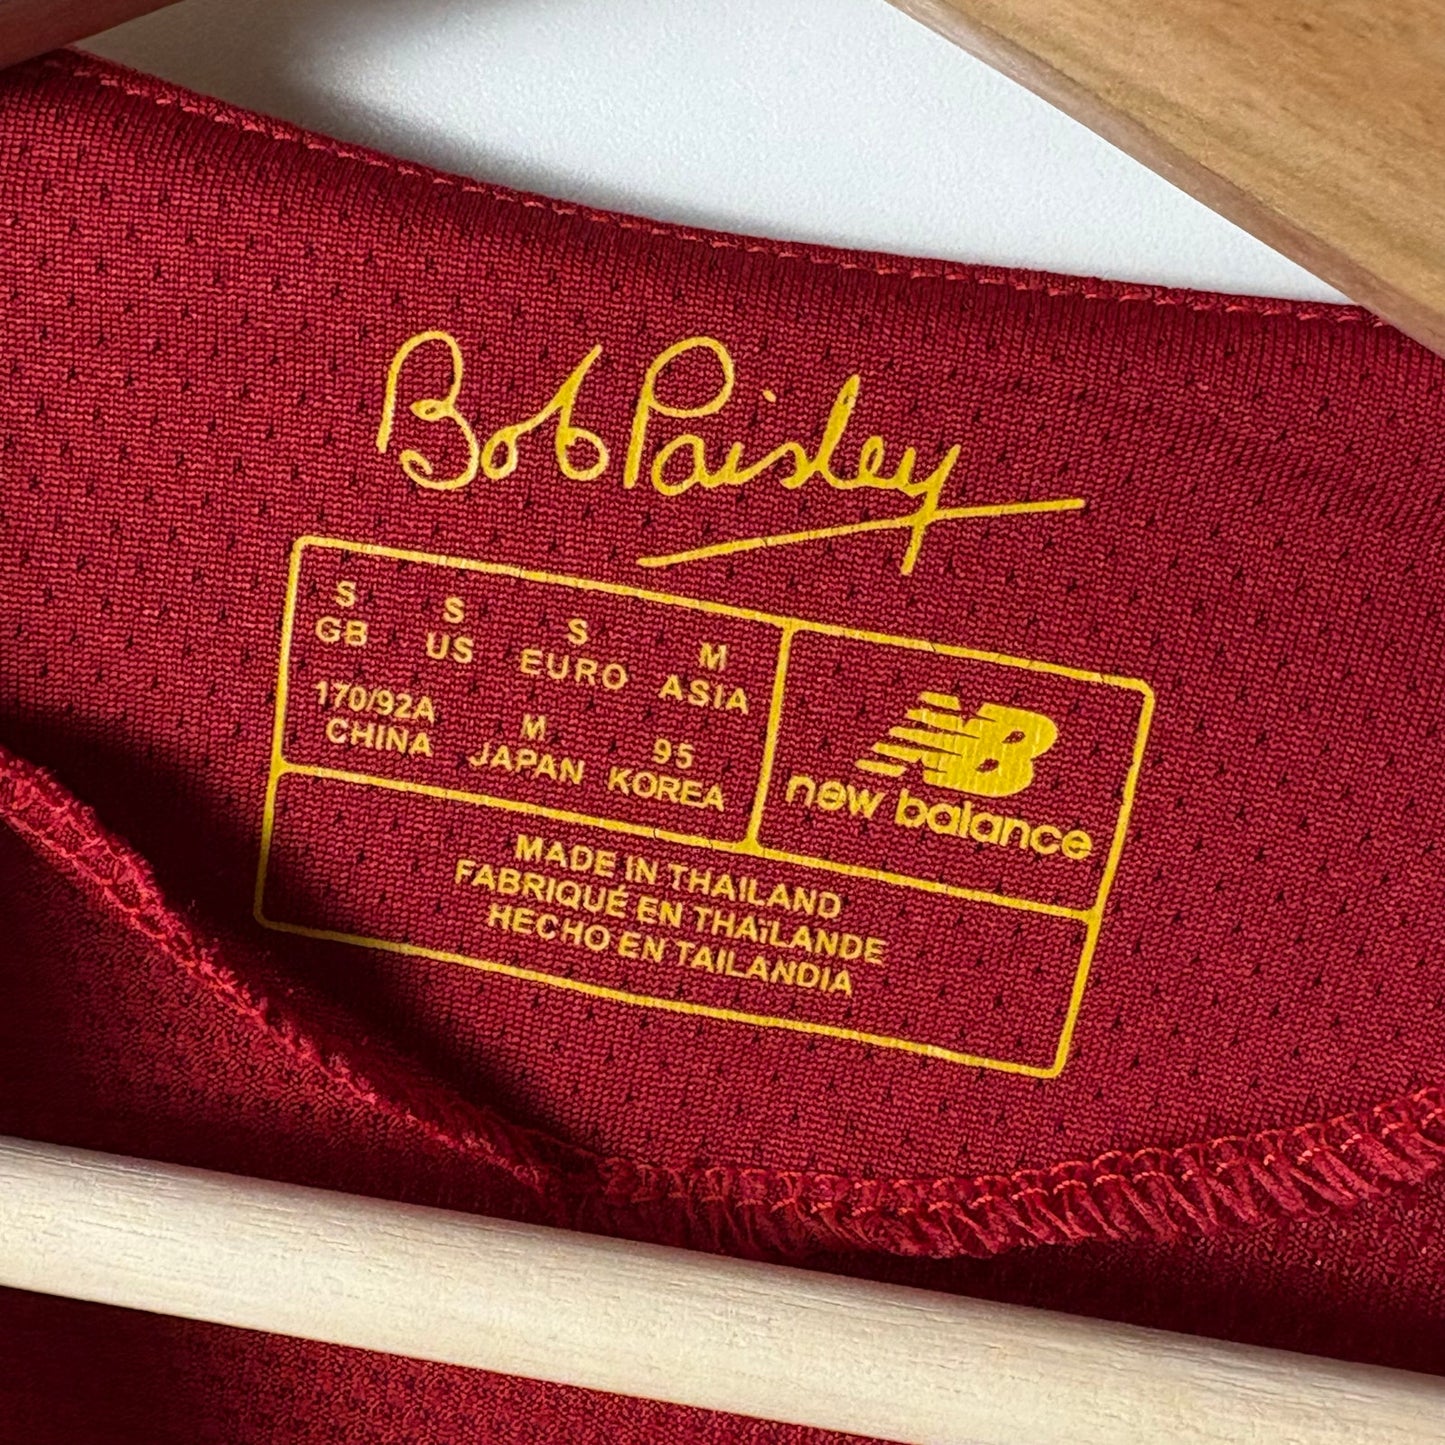 Bob Paisley
S S S M
GB US EURO ASIA
170/92A M 95
CHINA JAPAN KOREA
NB
new balance
MADE IN THAILAND
FABRIQUÉ EN THAïLANDE
HECHO EN TAILANDIA